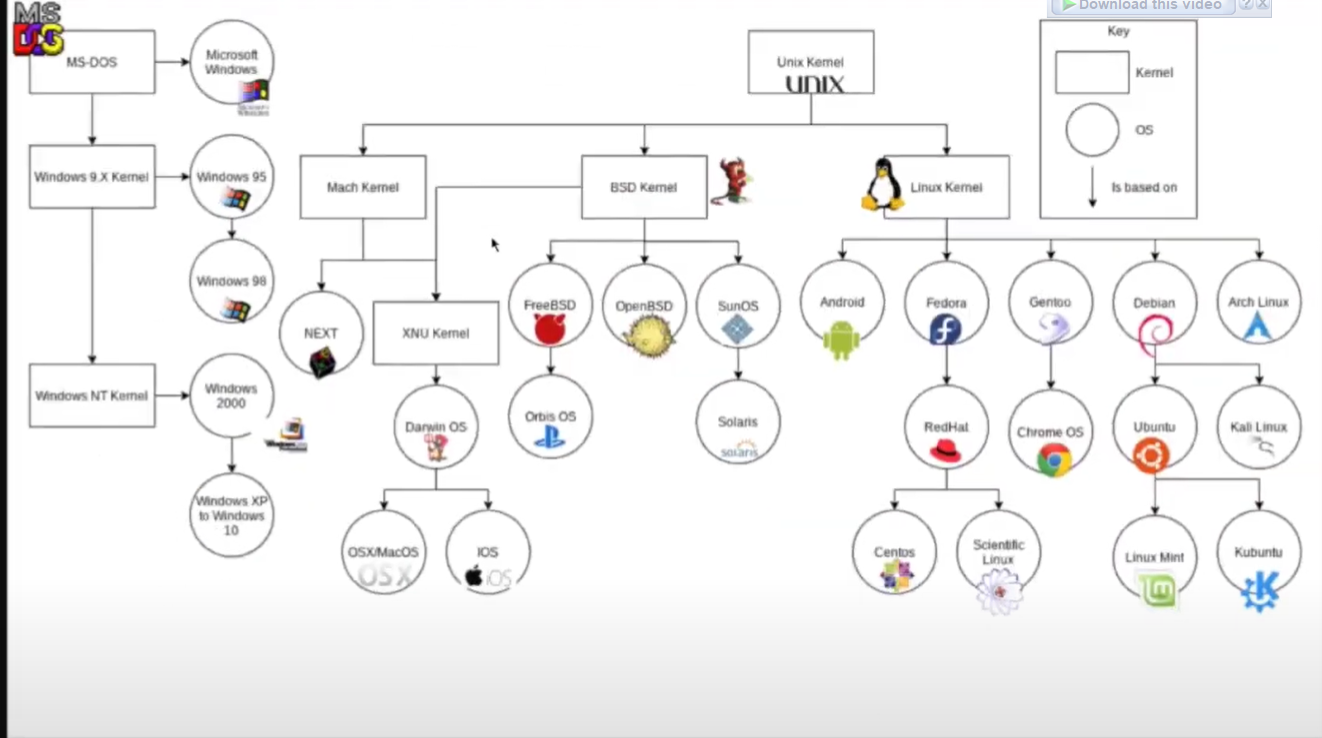 Download this video
MS
DOS
MS-DOS
Microsoft
Windows
Unix Kernel
UNIX
Key
Kernel
OS
Is based on
Windows 9.X Kernel
Windows 95
Mach Kernel
BSD Kernel
Linux Kernel
Windows 98
NEXT
XNU Kernel
FreeBSD
OpenBSD
SunOS
Android
Fedora
Gentoo
Debian
Arch Linux
Windows NT Kernel
Windows
2000
Darwin OS
Orbis OS
Solaris
solaris
RedHat
Chrome OS
Ubuntu
Kali Linux
Windows XP
to Windows
10
OSX/MacOS
OS X
IOS
iOS
Centos
Scientific
Linux
Linux Mint
Kubuntu